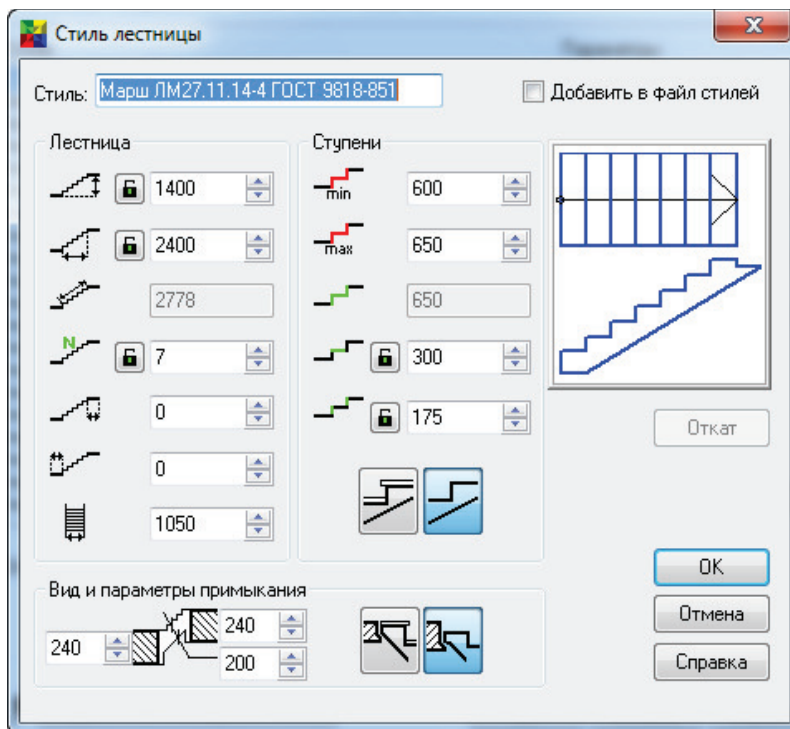 Стиль лестницы
Стиль: Марш ЛМ27.11.14-4 ГОСТ 9818-851
Добавить в файл стилей
Лестница
1400
2400
2778
N 7
0
0
1050
Ступени
min 600
max 650
650
300
175
Откат
Вид и параметры примыкания
240
240
200
OK
Отмена
Справка